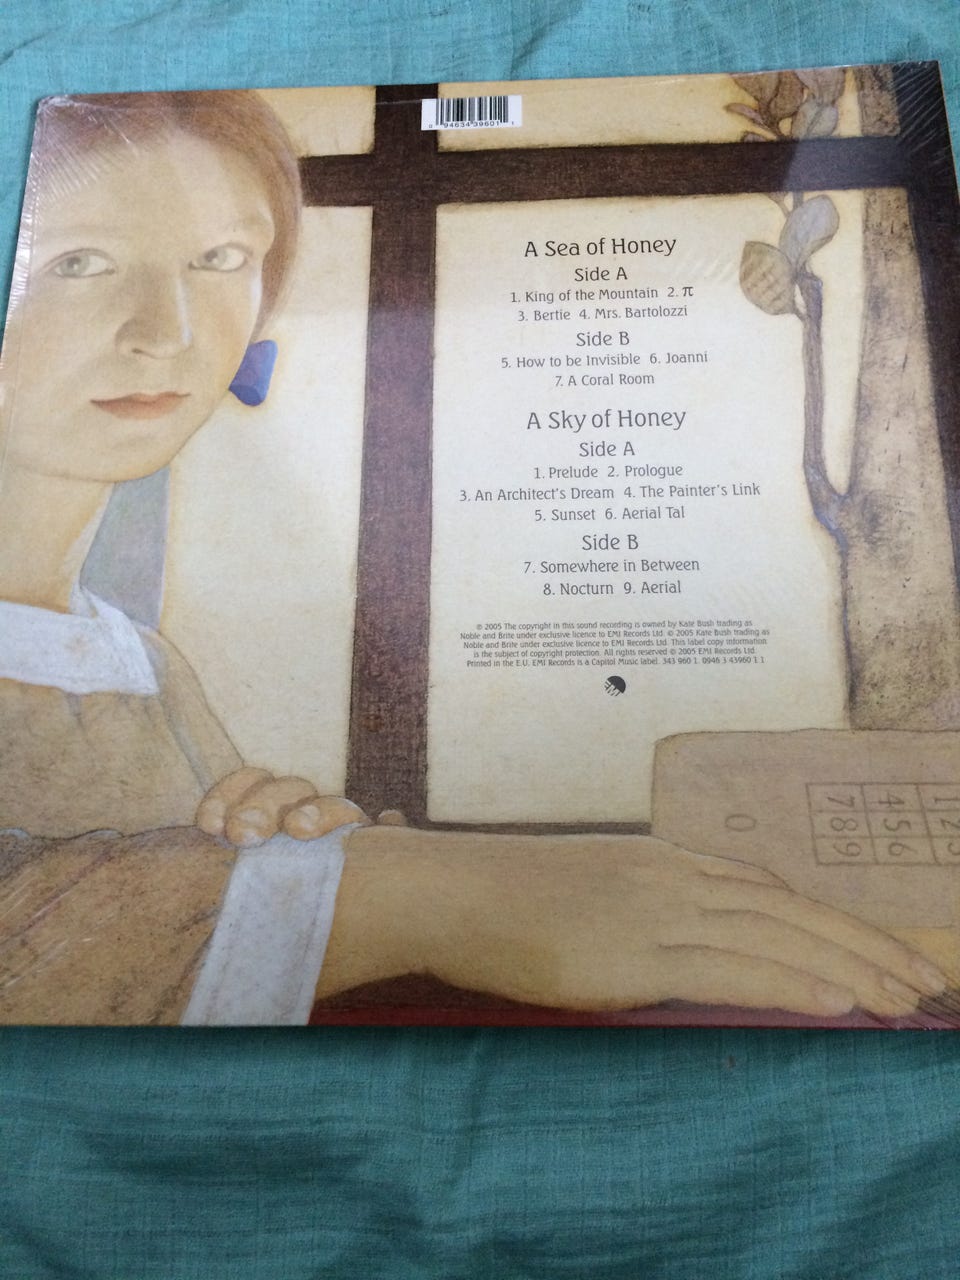 0 94634 39601 1
A Sea of Honey
Side A
1. King of the Mountain 2. π
3. Bertie 4. Mrs. Bartolozzi
Side B
5. How to be Invisible 6. Joanni
7. A Coral Room
A Sky of Honey
Side A
1. Prelude 2. Prologue
3. An Architect's Dream 4. The Painter's Link
5. Sunset 6. Aerial Tal
Side B
7. Somewhere in Between
8. Nocturn 9. Aerial
℗ 2005 The copyright in this sound recording is owned by Kate Bush trading as
Noble and Brite under exclusive licence to EMI Records Ltd. © 2005 Kate Bush trading as
Noble and Brite under exclusive licence to EMI Records Ltd. This label copy information
is the subject of copyright protection. All rights reserved © 2005 EMI Records Ltd.
Printed in the E.U. EMI Records is a Capitol Music label. 343 960 1. 0946 3 43960 1 1
EMI
1 2 3
4 5 6
7 8 9
0